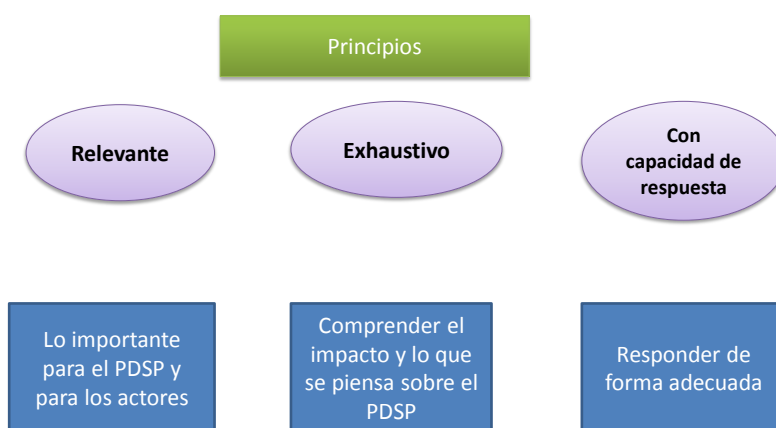 Principios
Relevante
Exhaustivo
Con
capacidad de
respuesta
Lo importante
para el PDSP y
para los actores
Comprender el
impacto y lo que
se piensa sobre el
PDSP
Responder de
forma adecuada